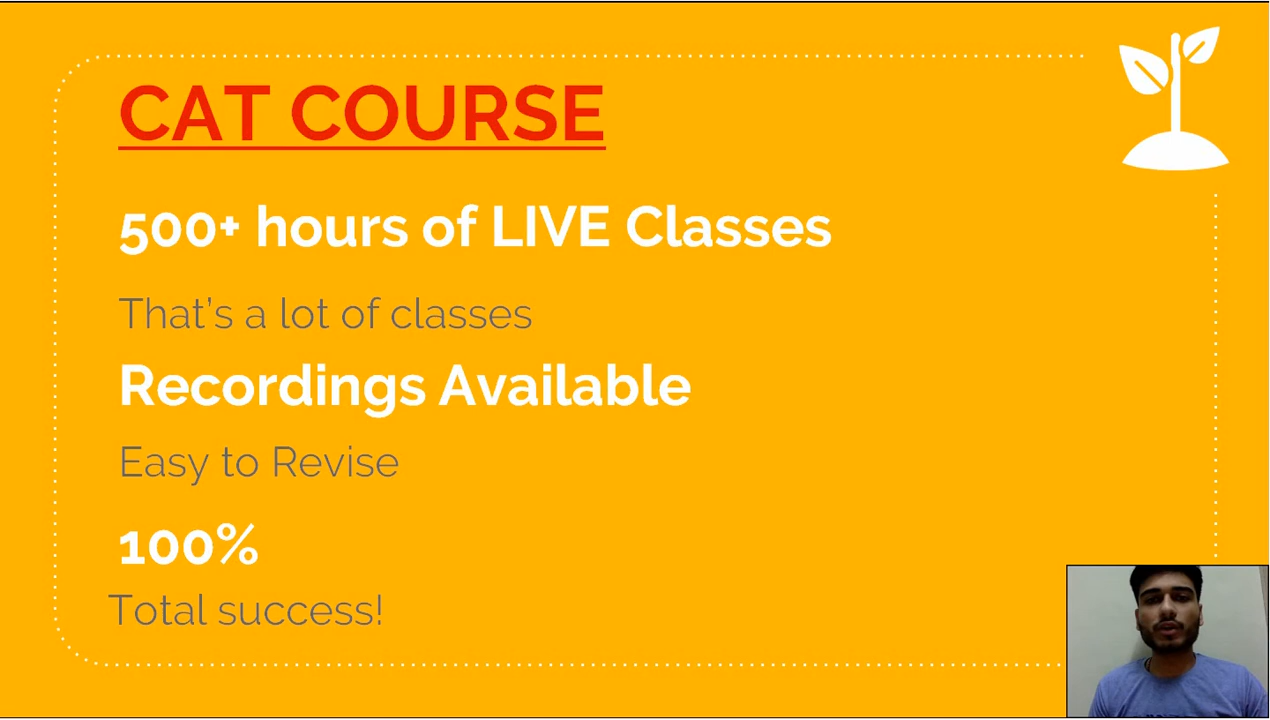 CAT COURSE
500+ hours of LIVE Classes
That's a lot of classes
Recordings Available
Easy to Revise
100%
Total success!